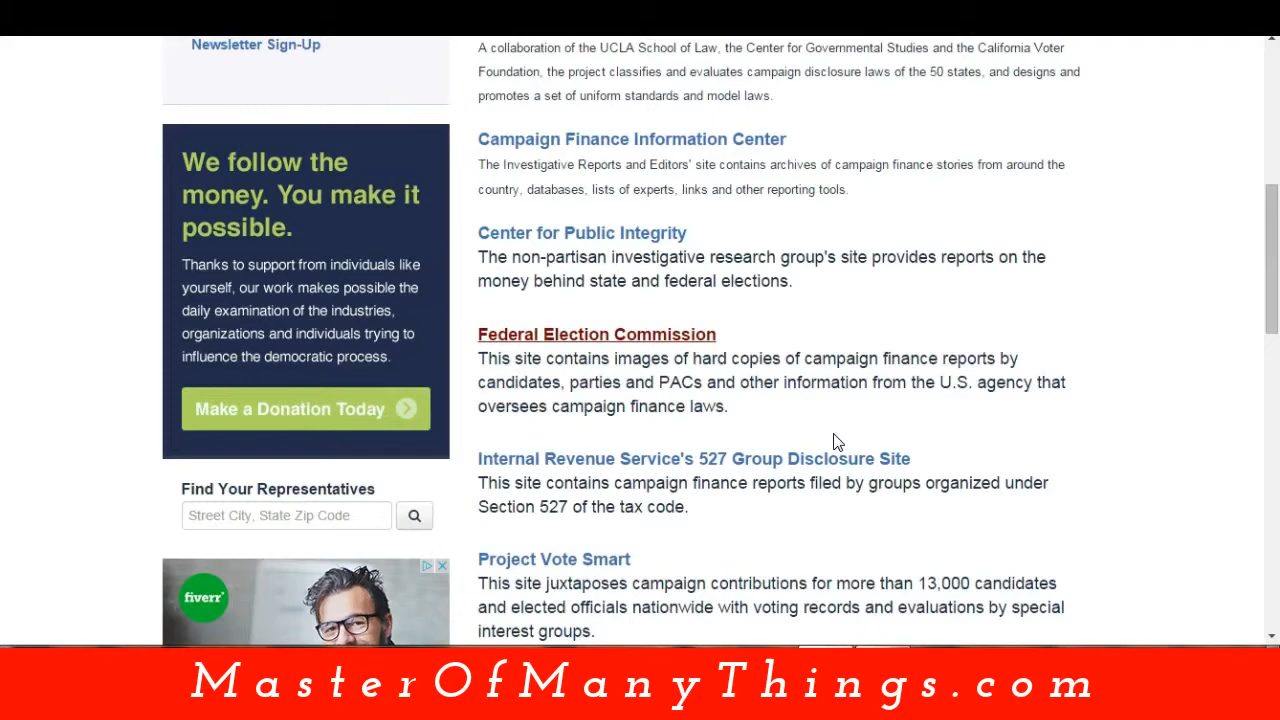 Newsletter Sign-Up
We follow the
money. You make it
possible.
Thanks to support from individuals like
yourself, our work makes possible the
daily examination of the industries,
organizations and individuals trying to
influence the democratic process.
Make a Donation Today
Find Your Representatives
Street City, State Zip Code
fiverr
A collaboration of the UCLA School of Law, the Center for Governmental Studies and the California Voter
Foundation, the project classifies and evaluates campaign disclosure laws of the 50 states, and designs and
promotes a set of uniform standards and model laws.
Campaign Finance Information Center
The Investigative Reports and Editors' site contains archives of campaign finance stories from around the
country, databases, lists of experts, links and other reporting tools.
Center for Public Integrity
The non-partisan investigative research group's site provides reports on the
money behind state and federal elections.
Federal Election Commission
This site contains images of hard copies of campaign finance reports by
candidates, parties and PACs and other information from the U.S. agency that
oversees campaign finance laws.
Internal Revenue Service's 527 Group Disclosure Site
This site contains campaign finance reports filed by groups organized under
Section 527 of the tax code.
Project Vote Smart
This site juxtaposes campaign contributions for more than 13,000 candidates
and elected officials nationwide with voting records and evaluations by special
interest groups.
MasterOfManyThings.com